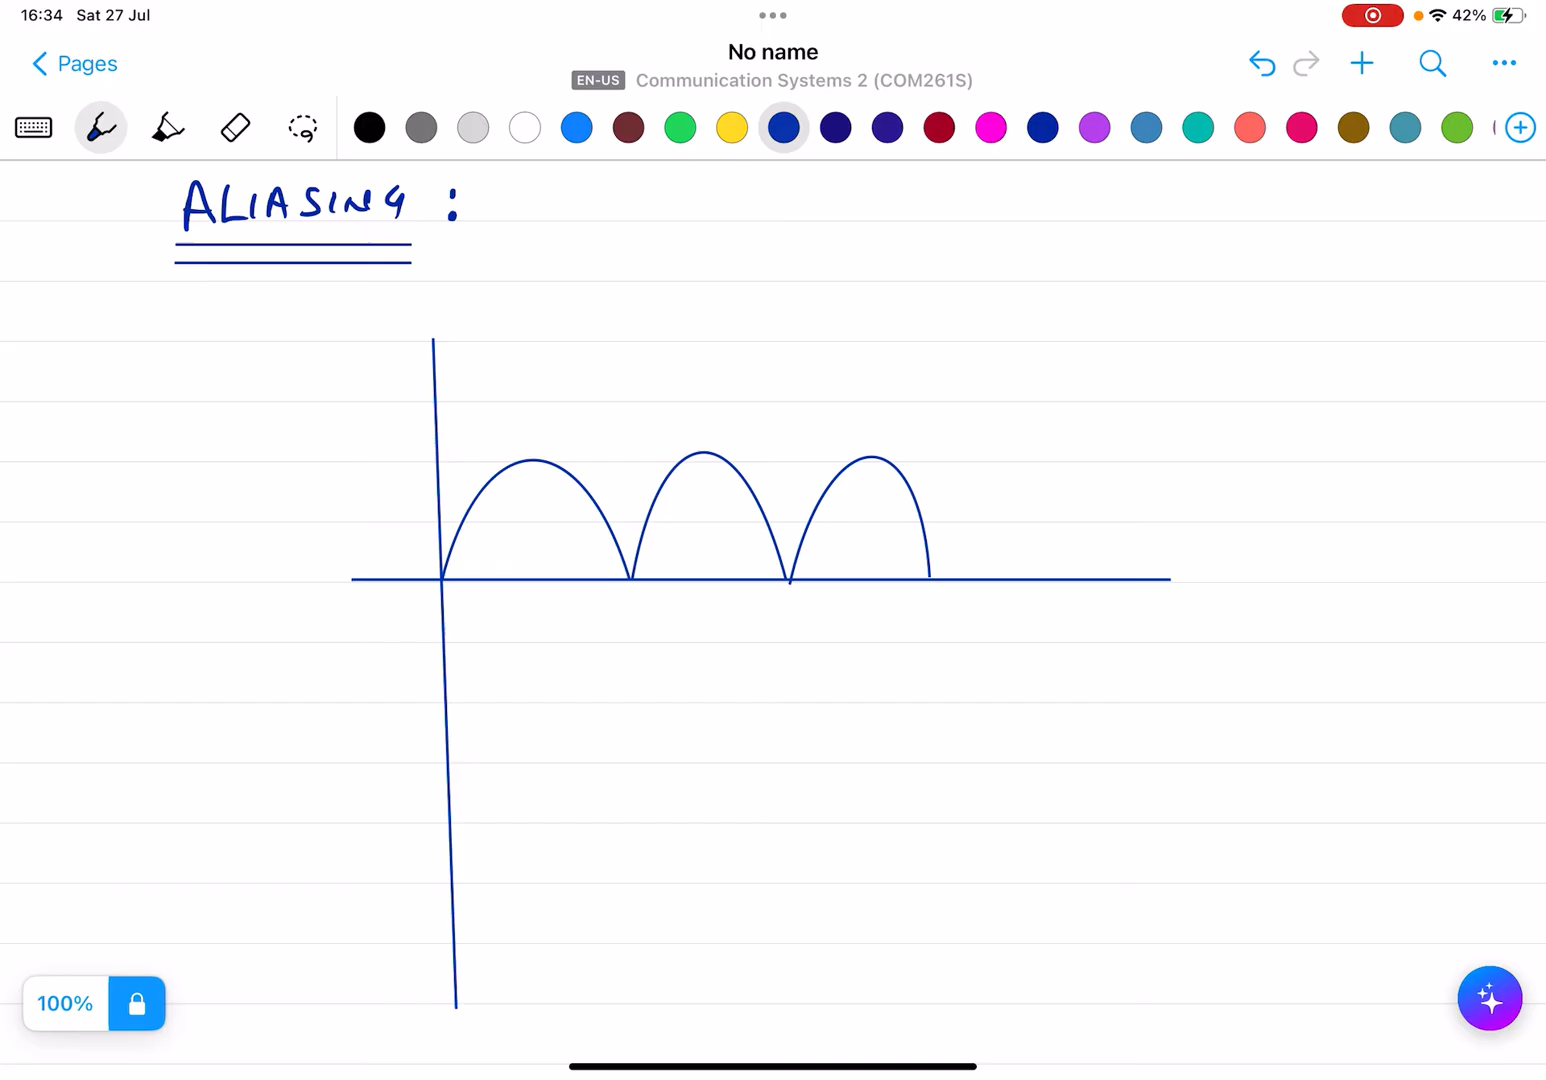 16:34 Sat 27 Jul
42%
Pages
No name
EN-US Communication Systems 2 (COM261S)
ALIASING :
100%